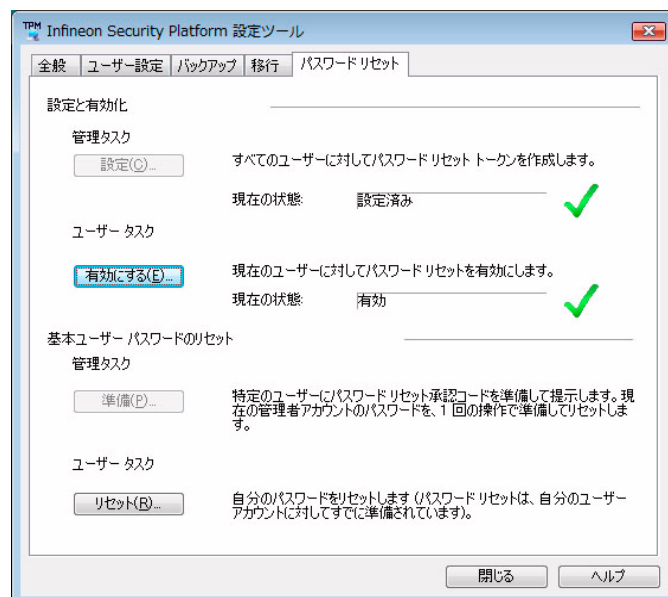 TPM Infineon Security Platform 設定ツール
全般 ユーザー設定 バックアップ 移行 パスワード リセット
設定と有効化
管理タスク
設定(C)... すべてのユーザーに対してパスワード リセット トークンを作成します。
現在の状態: 設定済み
ユーザー タスク
有効にする(E)... 現在のユーザーに対してパスワード リセットを有効にします。
現在の状態: 有効
基本ユーザー パスワードのリセット
管理タスク
準備(P)... 特定のユーザーにパスワード リセット承認コードを準備して提示します。現
在の管理者アカウントのパスワードを、1 回の操作で準備してリセットしま
す。
ユーザー タスク
リセット(R)... 自分のパスワードをリセットします (パスワード リセットは、自分のユーザー
アカウントに対してすでに準備されています)。
閉じる ヘルプ